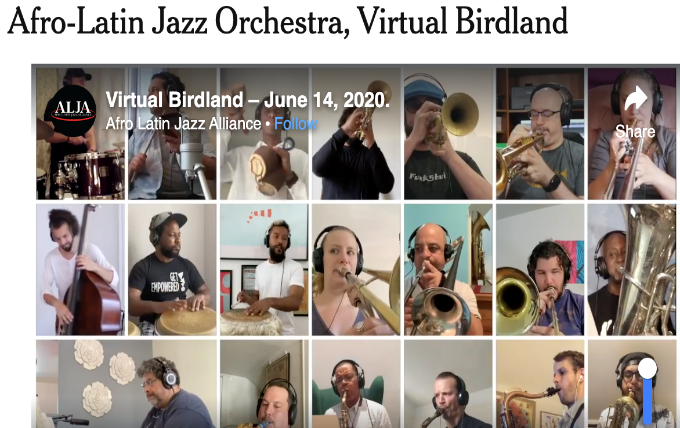 Afro-Latin Jazz Orchestra, Virtual Birdland
ALJA
Virtual Birdland – June 14, 2020.
Afro Latin Jazz Alliance • Follow
Share
GET
EMPOWERED